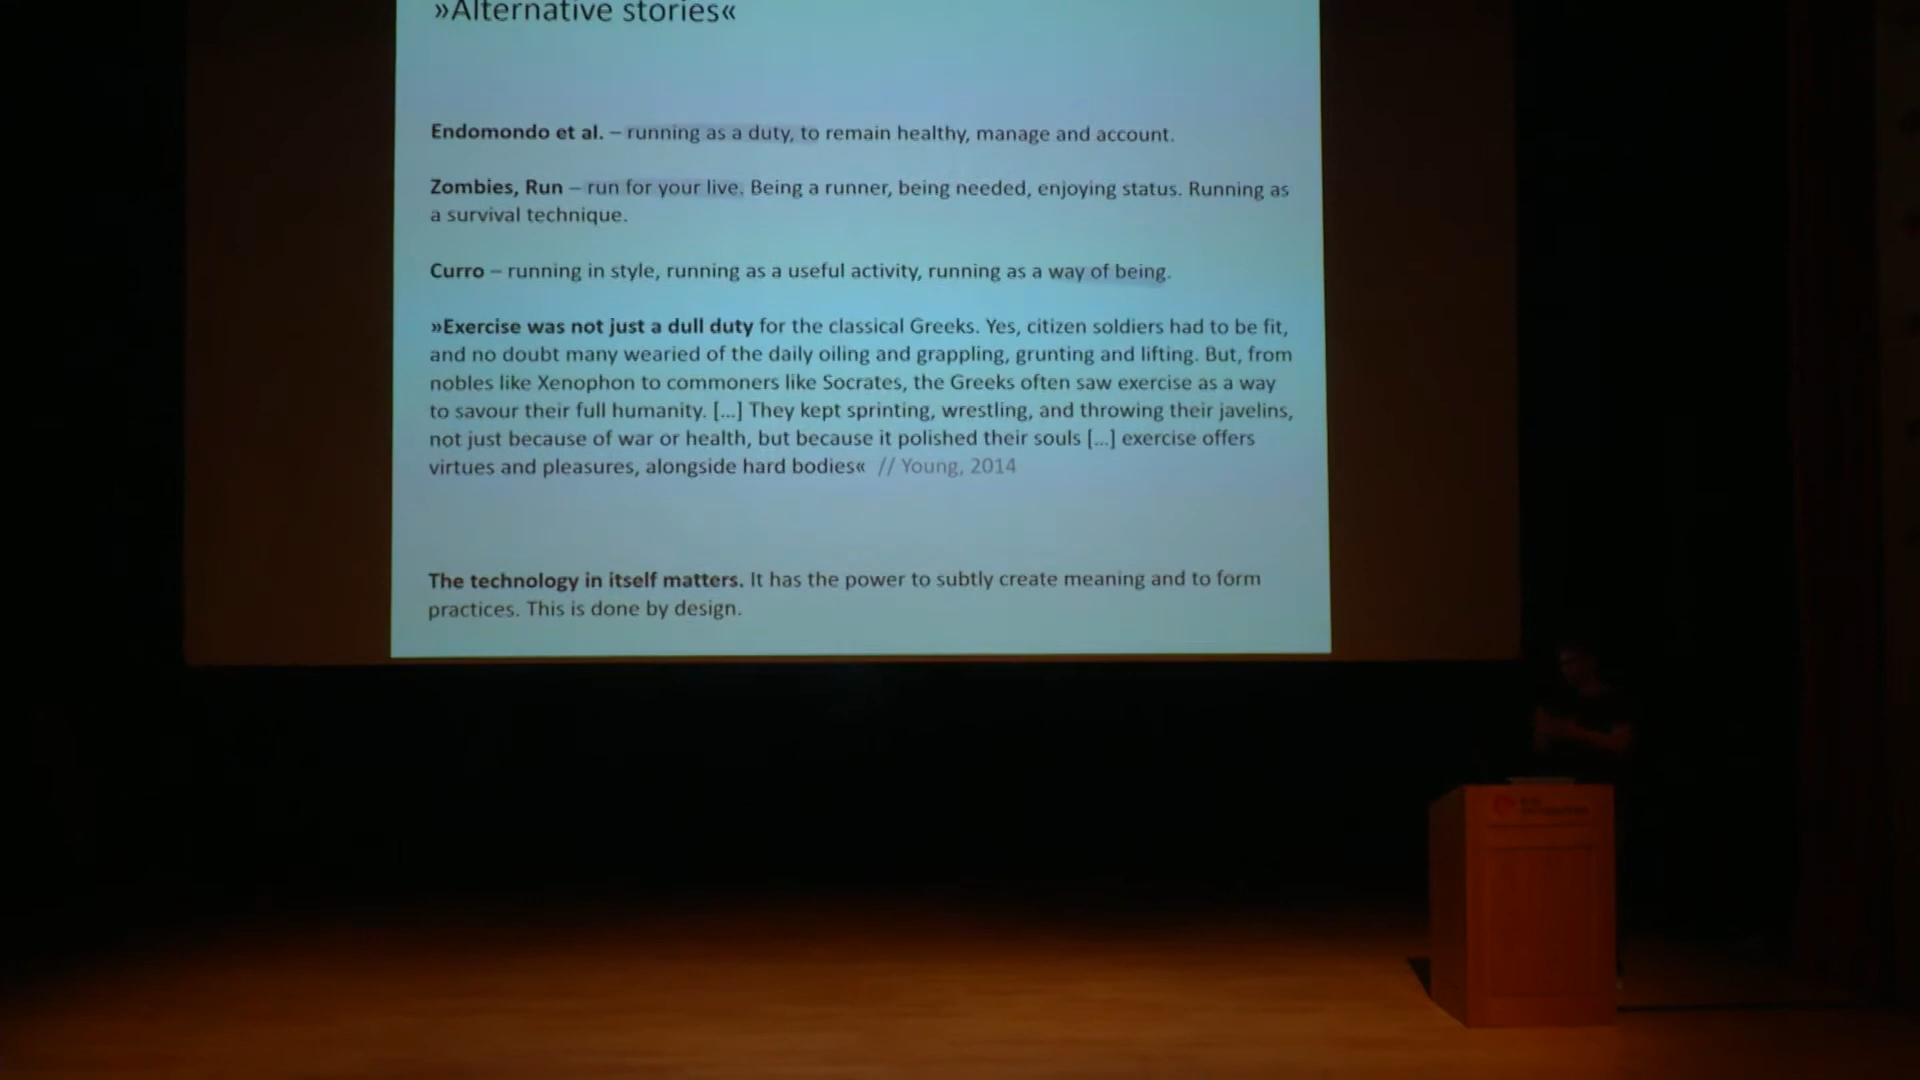 »Alternative stories«
Endomondo et al. – running as a duty, to remain healthy, manage and account.
Zombies, Run – run for your live. Being a runner, being needed, enjoying status. Running as
a survival technique.
Curro – running in style, running as a useful activity, running as a way of being.
»Exercise was not just a dull duty for the classical Greeks. Yes, citizen soldiers had to be fit,
and no doubt many wearied of the daily oiling and grappling, grunting and lifting. But, from
nobles like Xenophon to commoners like Socrates, the Greeks often saw exercise as a way
to savour their full humanity. [...] They kept sprinting, wrestling, and throwing their javelins,
not just because of war or health, but because it polished their souls [...] exercise offers
virtues and pleasures, alongside hard bodies« // Young, 2014
The technology in itself matters. It has the power to subtly create meaning and to form
practices. This is done by design.